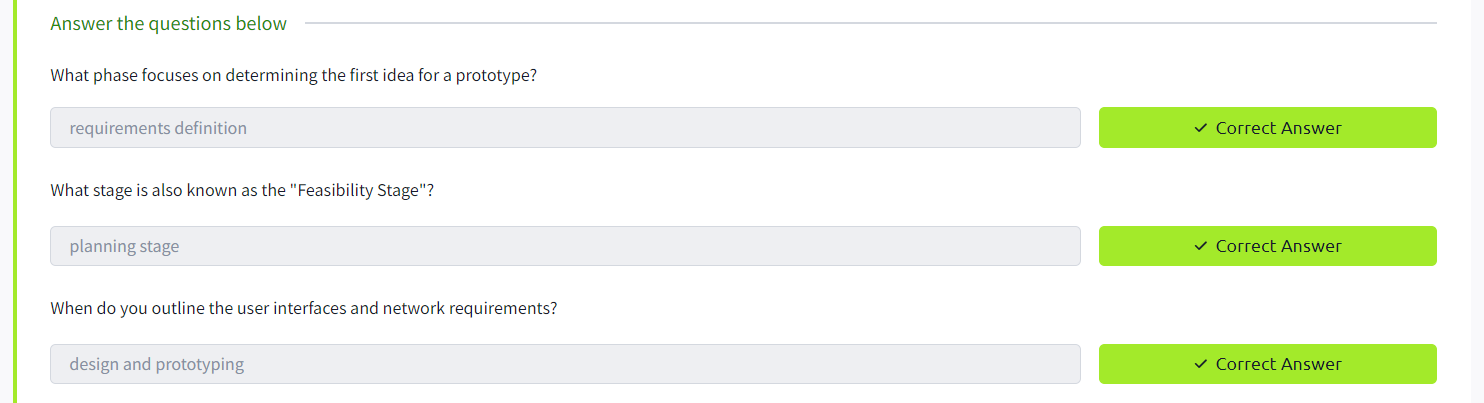 Answer the questions below
What phase focuses on determining the first idea for a prototype?
requirements definition
✓ Correct Answer
What stage is also known as the "Feasibility Stage"?
planning stage
✓ Correct Answer
When do you outline the user interfaces and network requirements?
design and prototyping
✓ Correct Answer